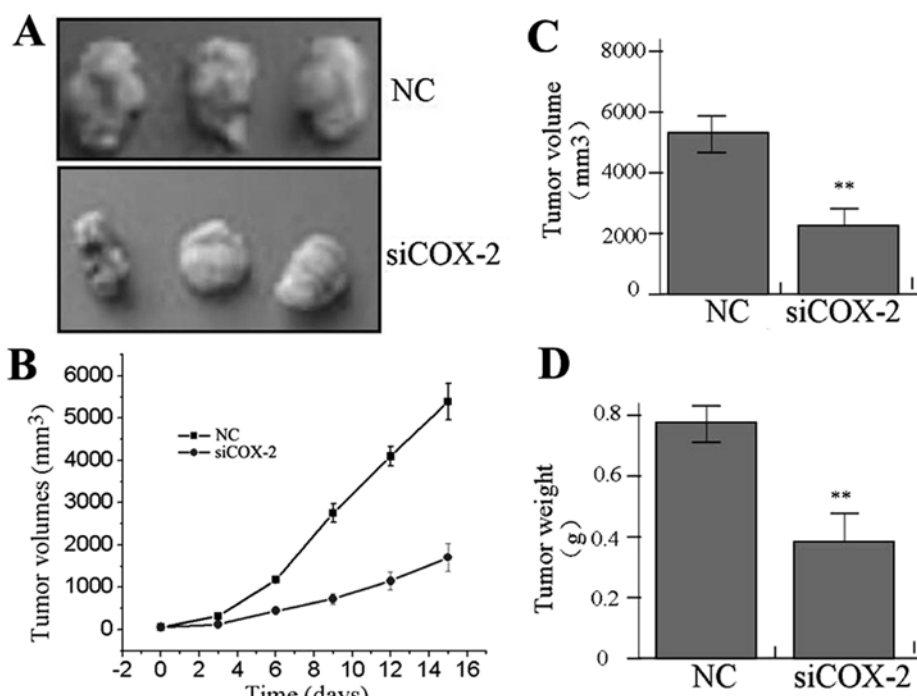 A
NC
siCOX-2
B
Tumor volumes (mm3)
6000
5000
4000
3000
2000
1000
0
NC
siCOX-2
-2 0 2 4 6 8 10 12 14 16
Time (days)
C
Tumor volume
(mm3)
8000
6000
4000
2000
0
**
NC siCOX-2
D
Tumor weight
(g)
0.8
0.6
0.4
0.2
0
**
NC siCOX-2